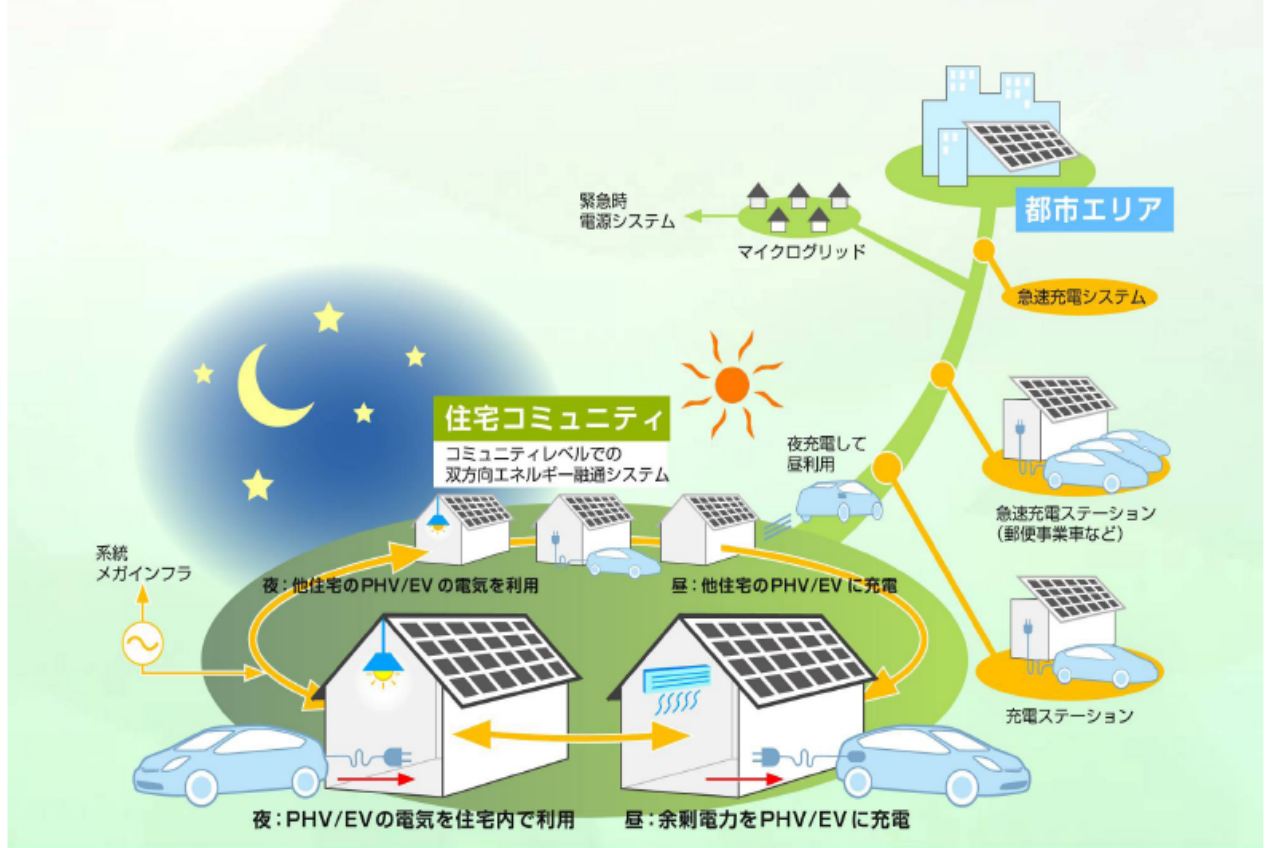 都市エリア
緊急時
電源システム
マイクログリッド
急速充電システム
住宅コミュニティ
コミュニティレベルでの
双方向エネルギー融通システム
夜充電して
昼利用
急速充電ステーション
（郵便事業車など）
系統
メガインフラ
夜：他住宅のPHV/EVの電気を利用
昼：他住宅のPHV/EVに充電
充電ステーション
夜：PHV/EVの電気を住宅内で利用
昼：余剰電力をPHV/EVに充電